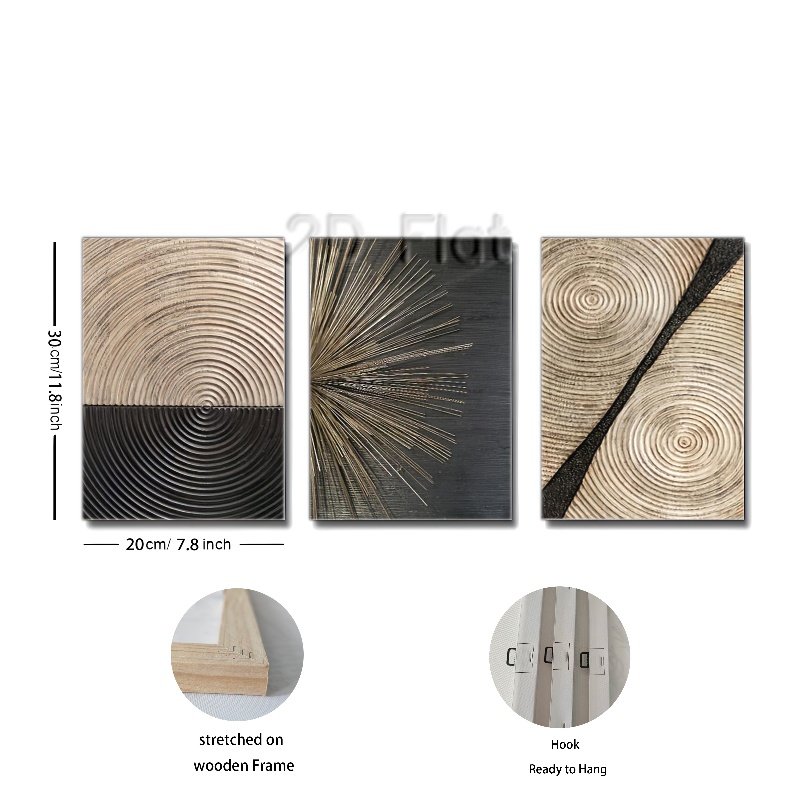 2D Flat
30cm/11.8inch
20cm/ 7.8 inch
stretched on
wooden Frame
Hook
Ready to Hang